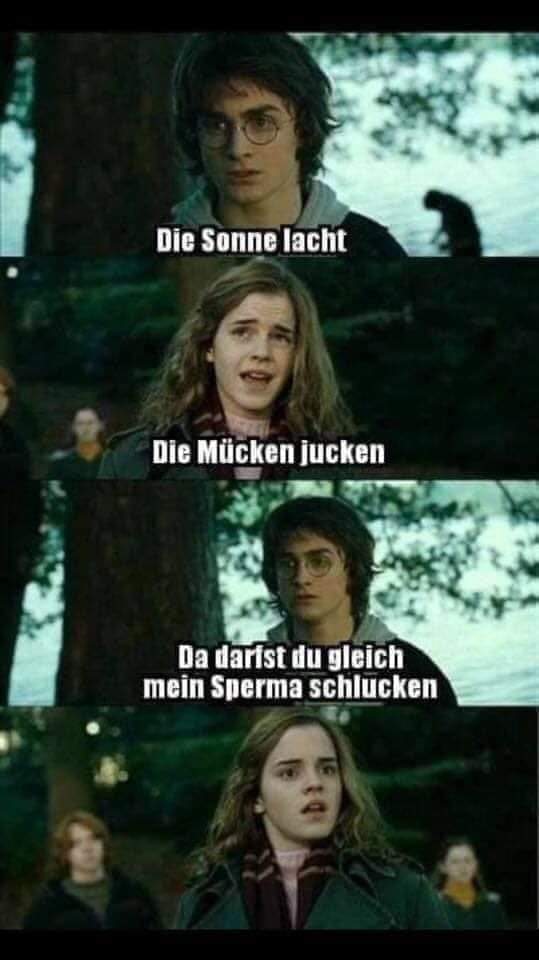 Die Sonne lacht
Die Mücken jucken
Da darfst du gleich
mein Sperma schlucken